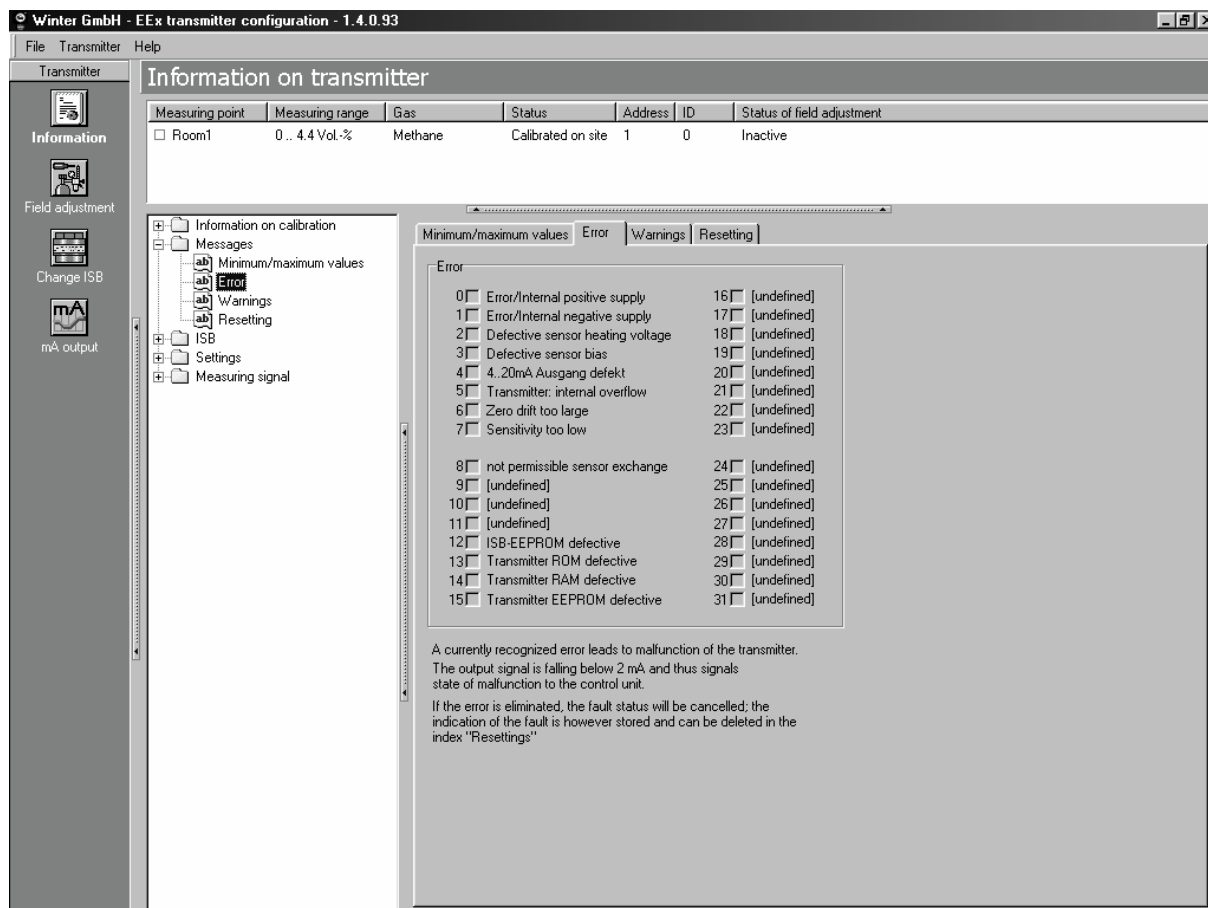 Winter GmbH - EEx transmitter configuration - 1.4.0.93
File Transmitter Help
Transmitter
Information
Field adjustment
Change ISB
mA
mA output
Information on transmitter
Measuring point Measuring range Gas Status Address ID Status of field adjustment
Room1 0 .. 4.4 Vol.-% Methane Calibrated on site 1 0 Inactive
Information on calibration
Messages
ab Minimum/maximum values
ab Error
ab Warnings
ab Resetting
ISB
Settings
Measuring signal
Minimum/maximum values Error Warnings Resetting
Error
0 Error/Internal positive supply
1 Error/Internal negative supply
2 Defective sensor heating voltage
3 Defective sensor bias
4 4..20mA Ausgang defekt
5 Transmitter: internal overflow
6 Zero drift too large
7 Sensitivity too low
8 not permissible sensor exchange
9 [undefined]
10 [undefined]
11 [undefined]
12 ISB-EEPROM defective
13 Transmitter ROM defective
14 Transmitter RAM defective
15 Transmitter EEPROM defective
16 [undefined]
17 [undefined]
18 [undefined]
19 [undefined]
20 [undefined]
21 [undefined]
22 [undefined]
23 [undefined]
24 [undefined]
25 [undefined]
26 [undefined]
27 [undefined]
28 [undefined]
29 [undefined]
30 [undefined]
31 [undefined]
A currently recognized error leads to malfunction of the transmitter.
The output signal is falling below 2 mA and thus signals
state of malfunction to the control unit.
If the error is eliminated, the fault status will be cancelled; the
indication of the fault is however stored and can be deleted in the
index "Resettings"